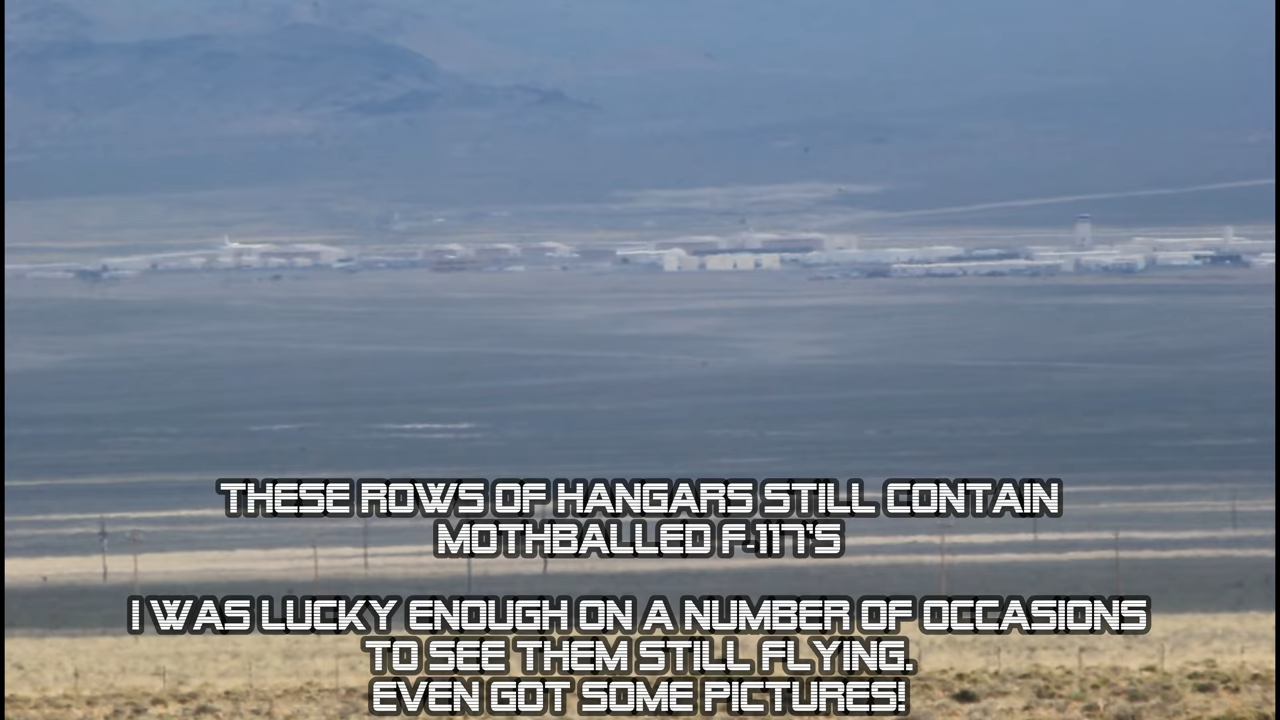 THESE ROWS OF HANGARS STILL CONTAIN
MOTHBALLED F-117'S
I WAS LUCKY ENOUGH ON A NUMBER OF OCCASIONS
TO SEE THEM STILL FLYING.
EVEN GOT SOME PICTURES!